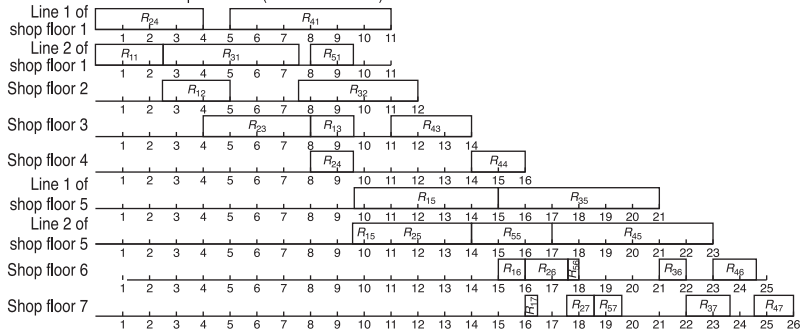 Line 1 of shop floor 1 R24 R41
1 2 3 4 5 6 7 8 9 10 11
Line 2 of shop floor 1 R11 R31 R51
1 2 3 4 5 6 7 8 9 10 11
Shop floor 2 R12 R32
1 2 3 4 5 6 7 8 9 10 11 12
Shop floor 3 R23 R13 R43
1 2 3 4 5 6 7 8 9 10 11 12 13 14
Shop floor 4 R24 R44
1 2 3 4 5 6 7 8 9 10 11 12 13 14 15 16
Line 1 of shop floor 5 R15 R35
1 2 3 4 5 6 7 8 9 10 11 12 13 14 15 16 17 18 19 20 21
Line 2 of shop floor 5 R15 R25 R55 R45
1 2 3 4 5 6 7 8 9 10 11 12 13 14 15 16 17 18 19 20 21 22 23
Shop floor 6 R16 R26 R56 R36 R46
1 2 3 4 5 6 7 8 9 10 11 12 13 14 15 16 17 18 19 20 21 22 23 24 25
Shop floor 7 R17 R27 R57 R37 R47
1 2 3 4 5 6 7 8 9 10 11 12 13 14 15 16 17 18 19 20 21 22 23 24 25 26